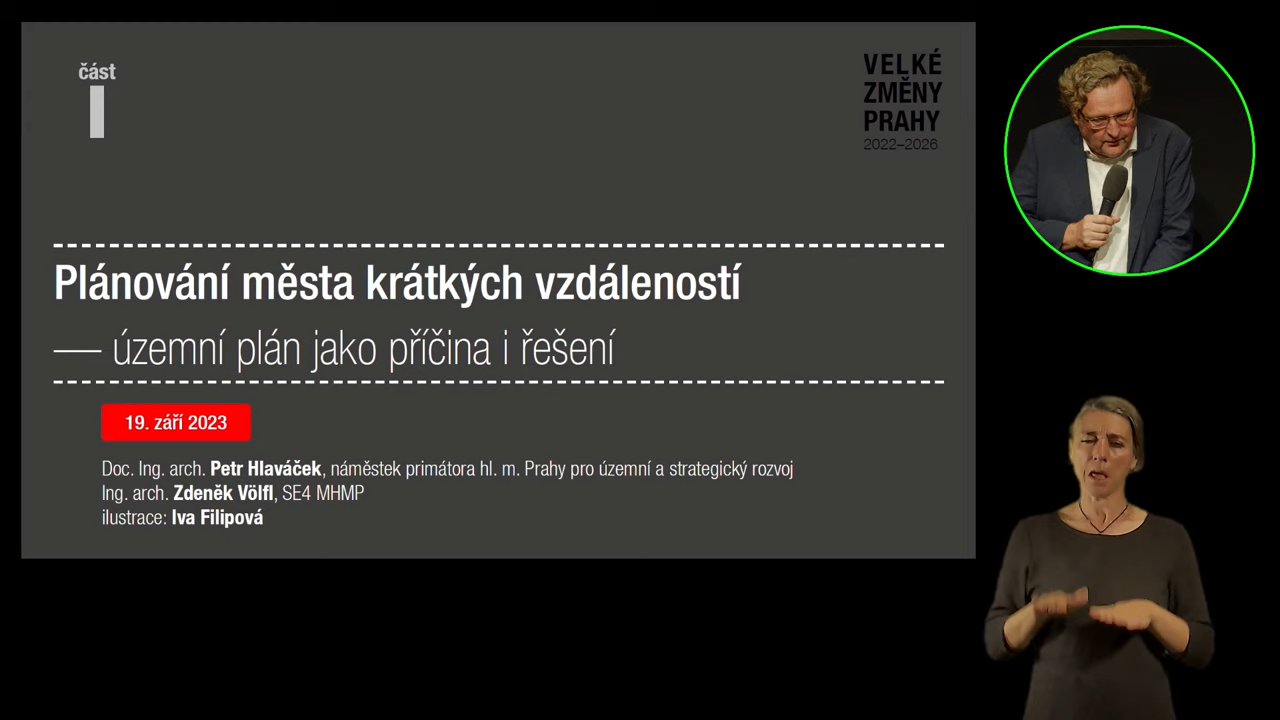 část
I
VELKÉ
ZMĚNY
PRAHY
2022–2026
Plánování města krátkých vzdáleností
— územní plán jako příčina i řešení
19. září 2023
Doc. Ing. arch. Petr Hlaváček, náměstek primátora hl. m. Prahy pro územní a strategický rozvoj
Ing. arch. Zdeněk Völfl, SE4 MHMP
ilustrace: Iva Filipová